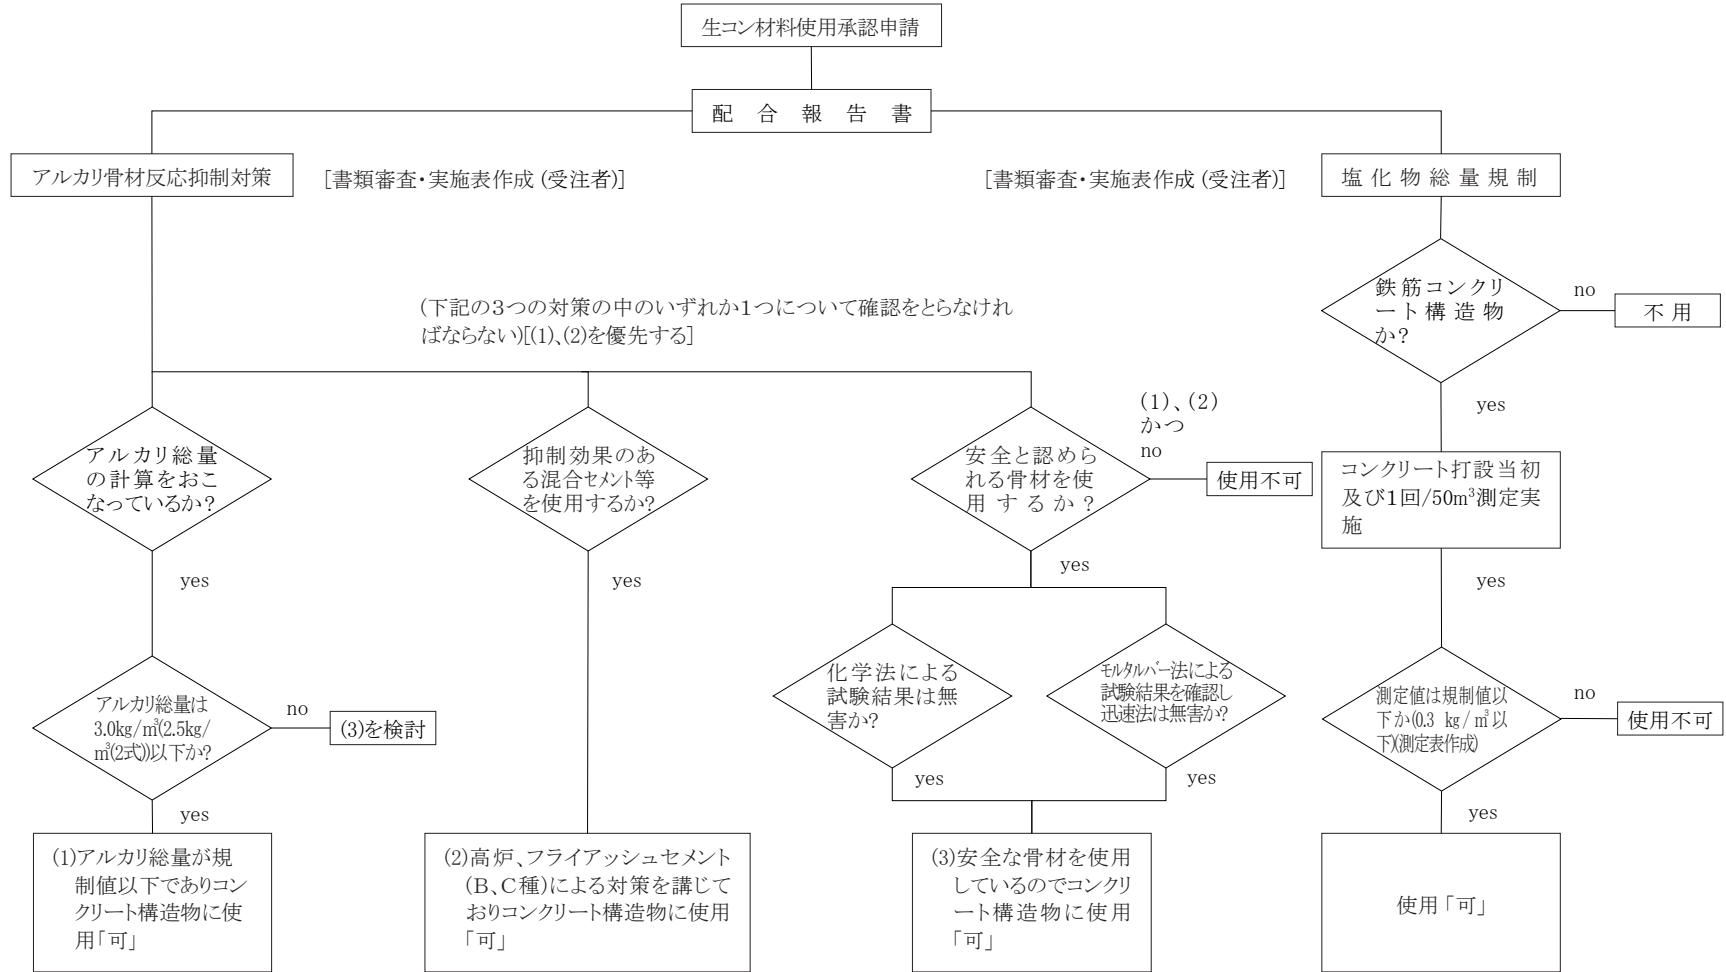 生コン材料使用承認申請
配合報告書
アルカリ骨材反応抑制対策
[書類審査・実施表作成 (受注者)]
[書類審査・実施表作成 (受注者)]
塩化物総量規制
鉄筋コンクリ
ート構造物
か?
no
不用
(下記の3つの対策の中のいずれか1つについて確認をとらなけれ
ばならない)[(1)、(2)を優先する]
yes
(1)、(2)
かつ
no
アルカリ総量
の計算をおこ
なっているか?
抑制効果のあ
る混合セメント等
を使用するか?
安全と認めら
れる骨材を使
用するか?
使用不可
コンクリート打設当初
及び1回/50m³測定実
施
yes
yes
yes
yes
アルカリ総量は
3.0kg/㎥(2.5kg/
㎥(2式))以下か?
no
(3)を検討
化学法による
試験結果は無
害か?
モルタルバー法による
試験結果を確認し
迅速法は無害か?
測定値は規制値以
下か(0.3 kg/㎥以
下)(測定表作成)
no
使用不可
yes
yes
yes
yes
(1)アルカリ総量が規
制値以下でありコン
クリート構造物に使
用「可」
(2)高炉、フライアッシュセメント
(B、C種)による対策を講じて
おりコンクリート構造物に使用
「可」
(3)安全な骨材を使用
しているのでコンクリ
ート構造物に使用
「可」
使用「可」